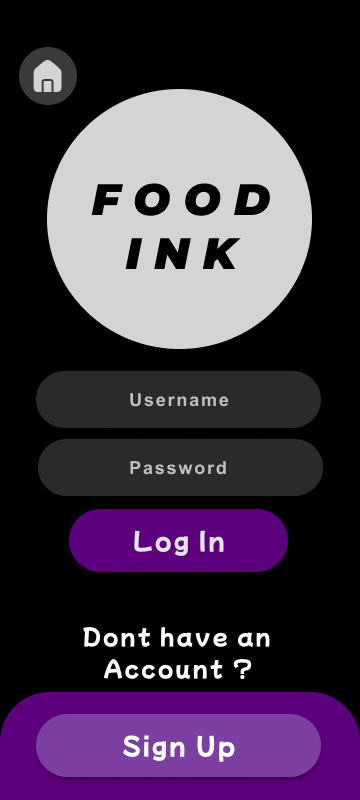 FOOD
INK
Username
Password
Log In
Dont have an
Account ?
Sign Up